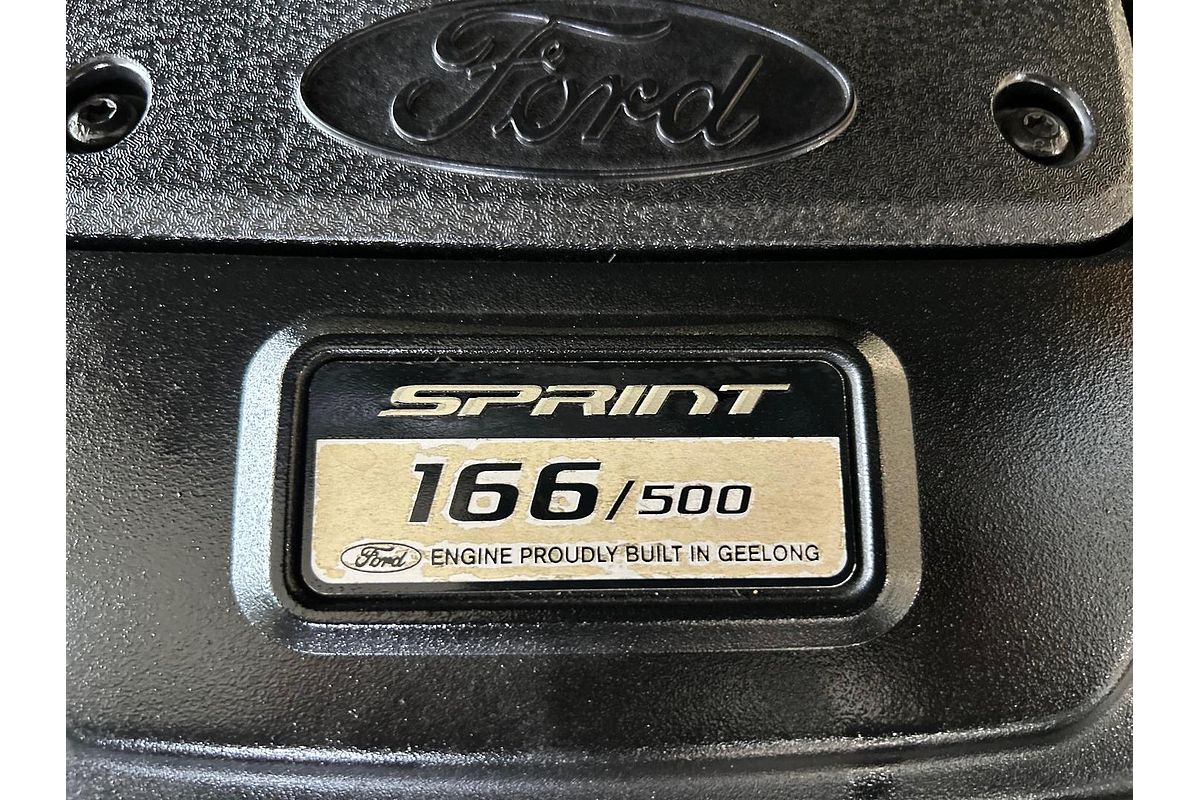 Ford
SPRINT
166/500
Ford ENGINE PROUDLY BUILT IN GEELONG